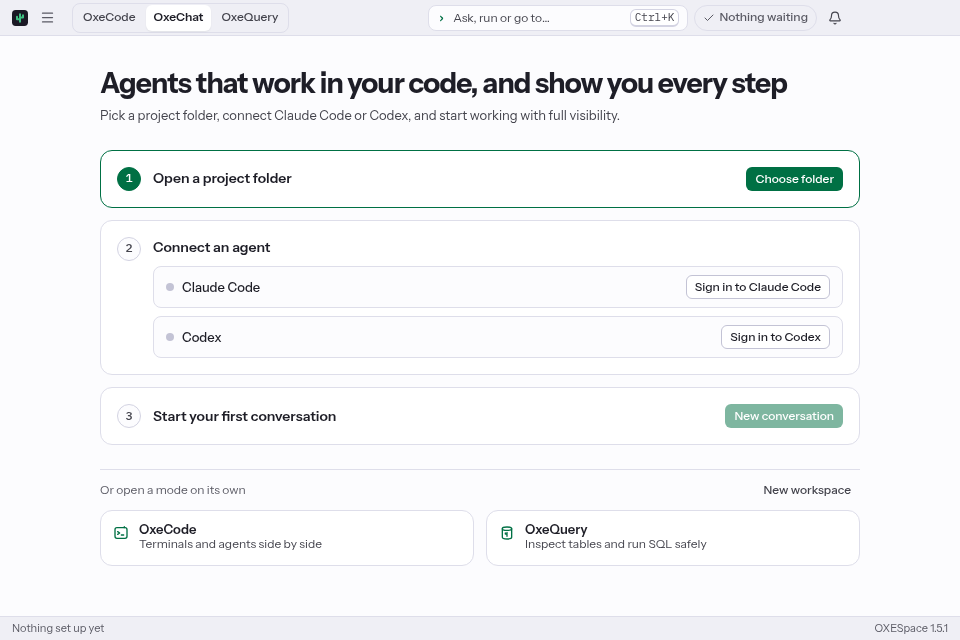 OxeCode OxeChat OxeQuery
Ask, run or go to… Ctrl+K
Nothing waiting
Agents that work in your code, and show you every step
Pick a project folder, connect Claude Code or Codex, and start working with full visibility.
1 Open a project folder Choose folder
2 Connect an agent
Claude Code Sign in to Claude Code
Codex Sign in to Codex
3 Start your first conversation New conversation
Or open a mode on its own New workspace
OxeCode
Terminals and agents side by side
OxeQuery
Inspect tables and run SQL safely
Nothing set up yet OXESpace 1.5.1